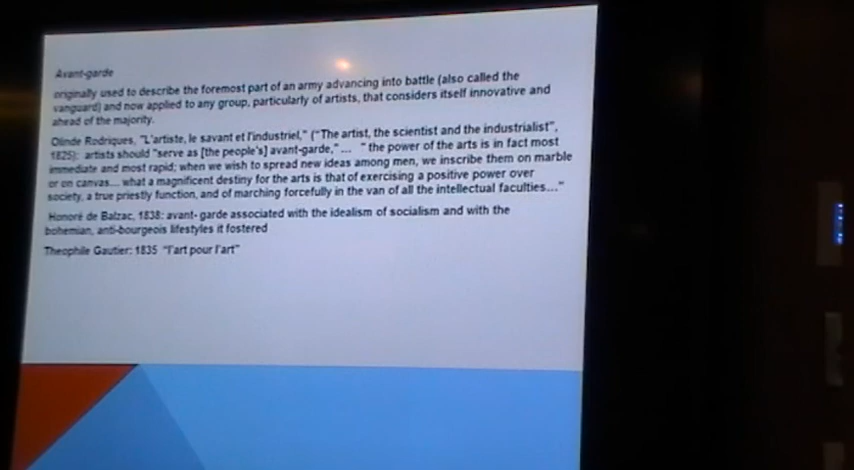 Avant-garde
originally used to describe the foremost part of an army advancing into battle (also called the
vanguard) and now applied to any group, particularly of artists, that considers itself innovative and
ahead of the majority.
Olinde Rodriques, "L'artiste, le savant et l'industriel," ("The artist, the scientist and the industrialist",
1825): artists should "serve as [the people's] avant-garde," ... " the power of the arts is in fact most
immediate and most rapid; when we wish to spread new ideas among men, we inscribe them on marble
or on canvas... what a magnificent destiny for the arts is that of exercising a positive power over
society, a true priestly function, and of marching forcefully in the van of all the intellectual faculties..."
Honoré de Balzac, 1838: avant- garde associated with the idealism of socialism and with the
bohemian, anti-bourgeois lifestyles it fostered
Theophile Gautier: 1835 "l'art pour l'art"